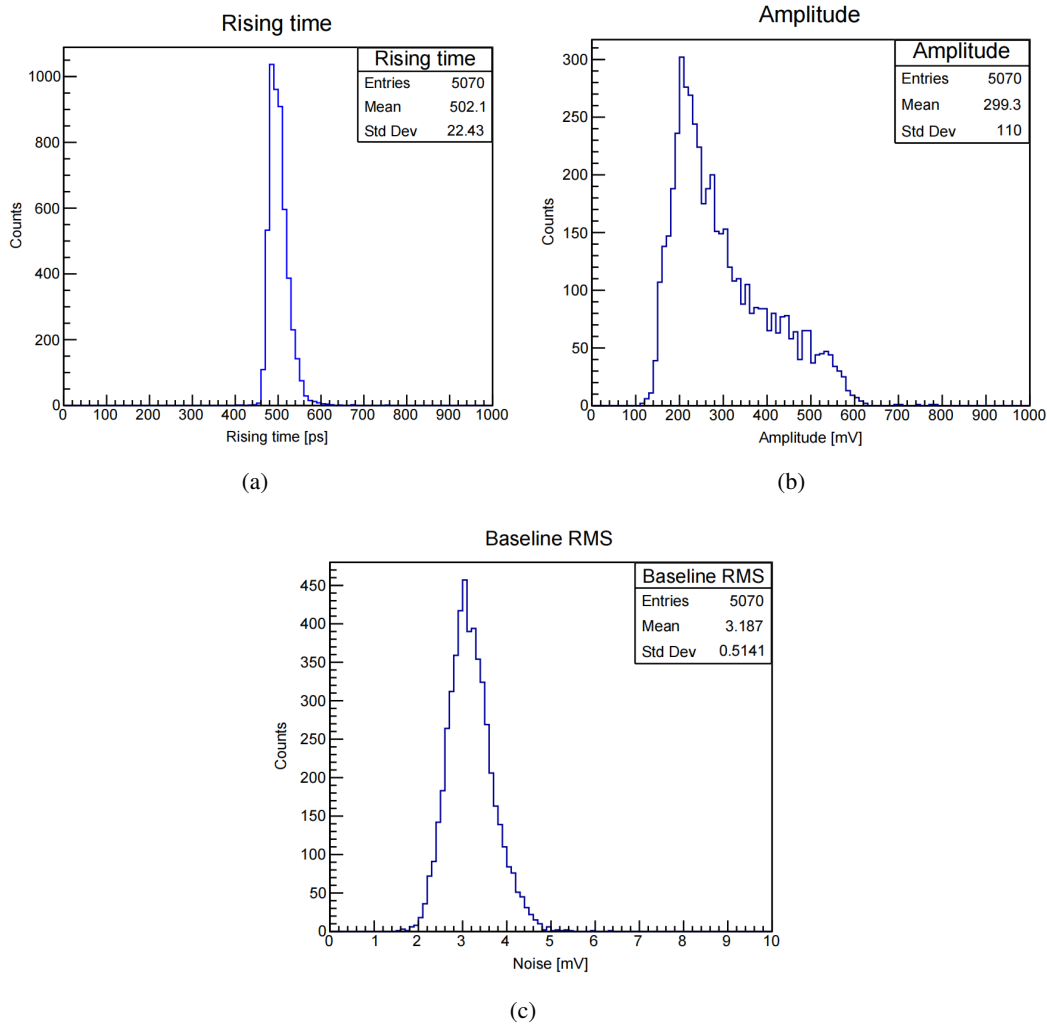 Rising time
Counts
1000
800
600
400
200
0
Rising time
Entries 5070
Mean 502.1
Std Dev 22.43
0 100 200 300 400 500 600 700 800 900 1000
Rising time [ps]
(a)
Amplitude
Counts
300
250
200
150
100
50
0
Amplitude
Entries 5070
Mean 299.3
Std Dev 110
0 100 200 300 400 500 600 700 800 900 1000
Amplitude [mV]
(b)
Baseline RMS
Counts
450
400
350
300
250
200
150
100
50
0
Baseline RMS
Entries 5070
Mean 3.187
Std Dev 0.5141
0 1 2 3 4 5 6 7 8 9 10
Noise [mV]
(c)